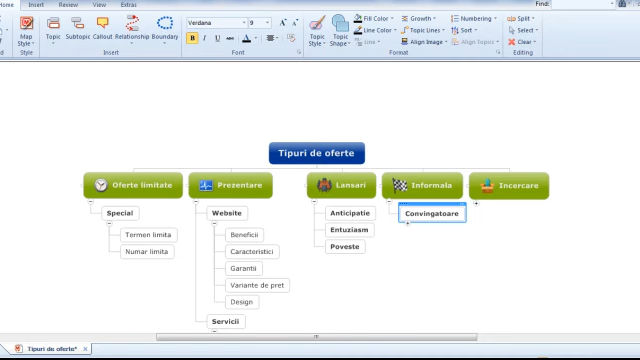 Home Insert Review View Extras Find:
Map Style Topic Subtopic Callout Relationship Boundary Verdana 9 Topic Style Topic Shape Fill Color Growth Numbering Split
Line Color Topic Lines Sort Select
B I U ABC A Line Align Image Align Topics Clear
Style Insert Font Format Editing
Tipuri de oferte
Oferte limitate Prezentare Lansari Informala Incercare
Special Website Anticipatie Convingatoare
Termen limita Beneficii Entuziasm
Numar limita Caracteristici Poveste
Garantii
Variante de pret
Design
Servicii
Tipuri de oferte* X